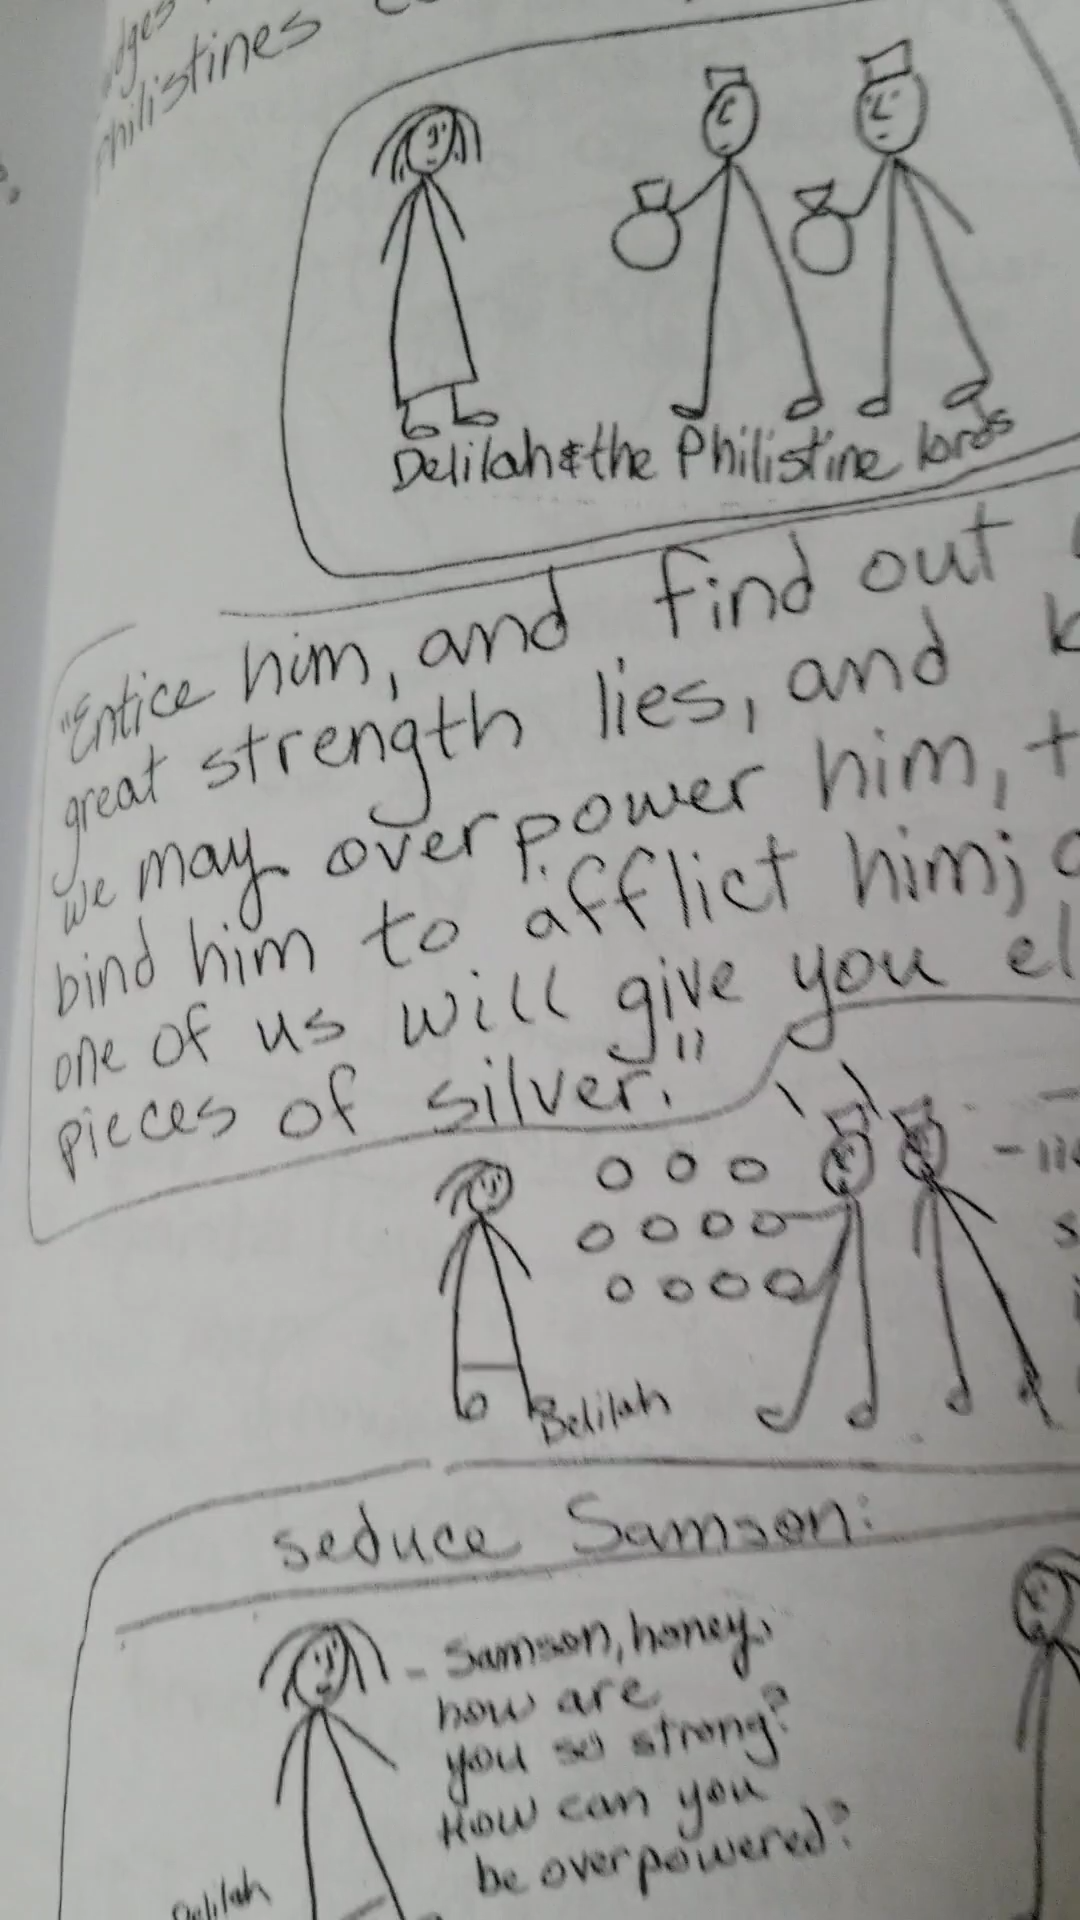 Philistines
Delilah & the Philistine lords
"Entice him, and find out
great strength lies, and
we may overpower him,
bind him to afflict him;
one of us will give you el
pieces of silver."
Delilah
seduce Samson:
- Samson, honey,
how are
you so strong?
How can you
be overpowered?
Delilah